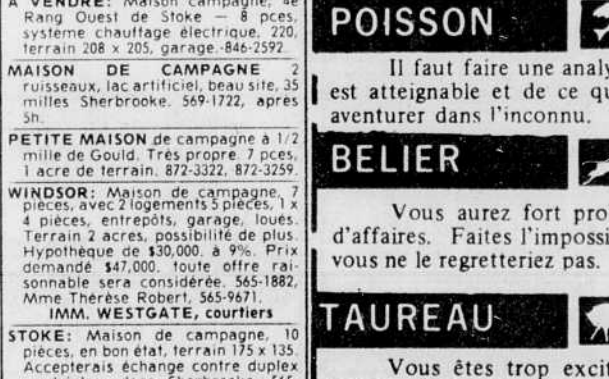 A VENDRE: Maison campagne, 4e
Rang Ouest de Stoke — 8 pces,
système chauffage électrique, 220,
terrain 208 x 205, garage.-846-2592.
MAISON DE CAMPAGNE 2
ruisseaux, lac artificiel, beau site, 35
milles Sherbrooke. 569-1722, après
5h.
PETITE MAISON de campagne à 1/2
mille de Gould. Très propre. 7 pces,
1 acre de terrain. 872-3322, 872-3259.
WINDSOR: Maison de campagne, 7
pièces, avec 2 logements 5 pièces, 1 x
4 pièces, entrepôts, garage, loués.
Terrain 2 acres, possibilité de plus.
Hypothèque de $30,000. à 9%. Prix
demandé $47,000. toute offre rai-
sonnable sera considérée. 565-1882,
Mme Thérèse Robert, 565-9671.
IMM. WESTGATE, courtiers
STOKE: Maison de campagne, 10
pièces, en bon état, terrain 175 x 135.
Accepterais échange contre duplex
POISSON
Il faut faire une analy
est atteignable et de ce qu
aventurer dans l'inconnu.
BELIER
Vous aurez fort pro
d'affaires. Faites l'impossi
vous ne le regretteriez pas.
TAUREAU
Vous êtes trop excit